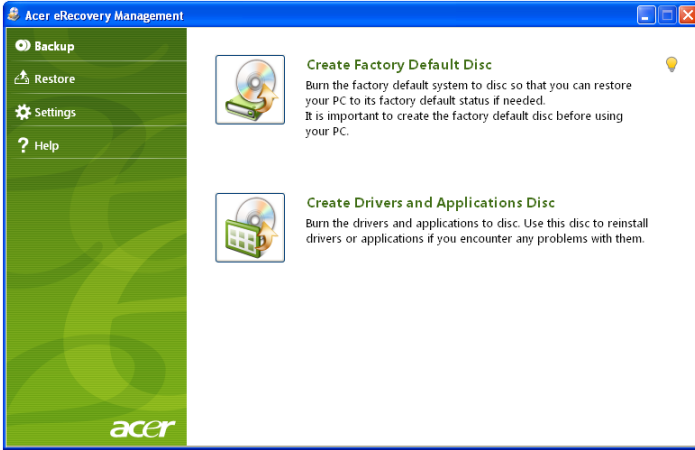 Acer eRecovery Management
Backup
Restore
Settings
Help
Create Factory Default Disc
Burn the factory default system to disc so that you can restore
your PC to its factory default status if needed.
It is important to create the factory default disc before using
your PC.
Create Drivers and Applications Disc
Burn the drivers and applications to disc. Use this disc to reinstall
drivers or applications if you encounter any problems with them.
acer